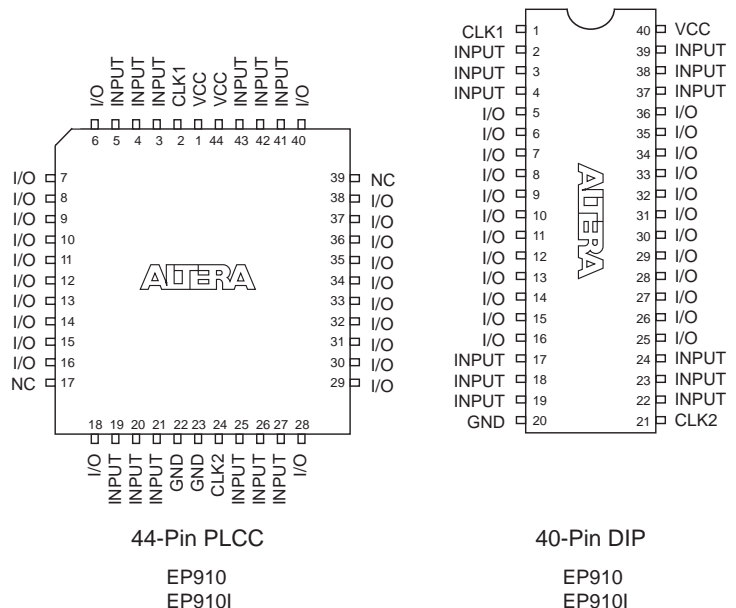 I/O INPUT INPUT INPUT CLK1 VCC VCC INPUT INPUT INPUT I/O
6 5 4 3 2 1 44 43 42 41 40
I/O 7 39 NC
I/O 8 38 I/O
I/O 9 37 I/O
I/O 10 36 I/O
I/O 11 35 I/O
I/O 12 34 I/O
I/O 13 33 I/O
I/O 14 32 I/O
I/O 15 31 I/O
I/O 16 30 I/O
NC 17 29 I/O
ALTERA
18 19 20 21 22 23 24 25 26 27 28
I/O INPUT INPUT INPUT GND GND CLK2 INPUT INPUT INPUT I/O
44-Pin PLCC
EP910
EP910I
CLK1 1 40 VCC
INPUT 2 39 INPUT
INPUT 3 38 INPUT
INPUT 4 37 INPUT
I/O 5 36 I/O
I/O 6 35 I/O
I/O 7 34 I/O
I/O 8 33 I/O
I/O 9 32 I/O
I/O 10 31 I/O
I/O 11 30 I/O
I/O 12 29 I/O
I/O 13 28 I/O
I/O 14 27 I/O
I/O 15 26 I/O
I/O 16 25 I/O
INPUT 17 24 INPUT
INPUT 18 23 INPUT
INPUT 19 22 INPUT
GND 20 21 CLK2
ALTERA
40-Pin DIP
EP910
EP910I